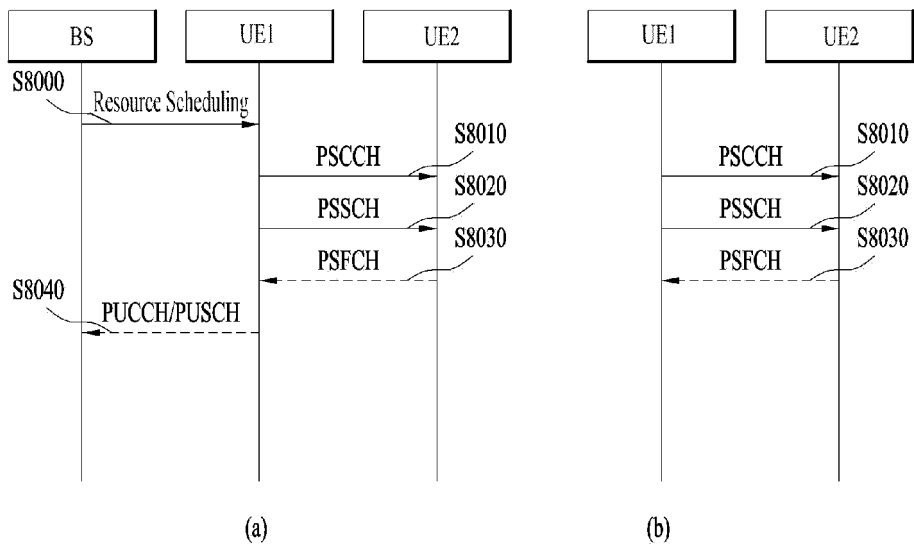 BS UE1 UE2 UE1 UE2
S8000
Resource Scheduling
S8010 S8010
PSCCH PSCCH
S8020 S8020
PSSCH PSSCH
S8030 S8030
PSFCH PSFCH
S8040
PUCCH/PUSCH
(a) (b)